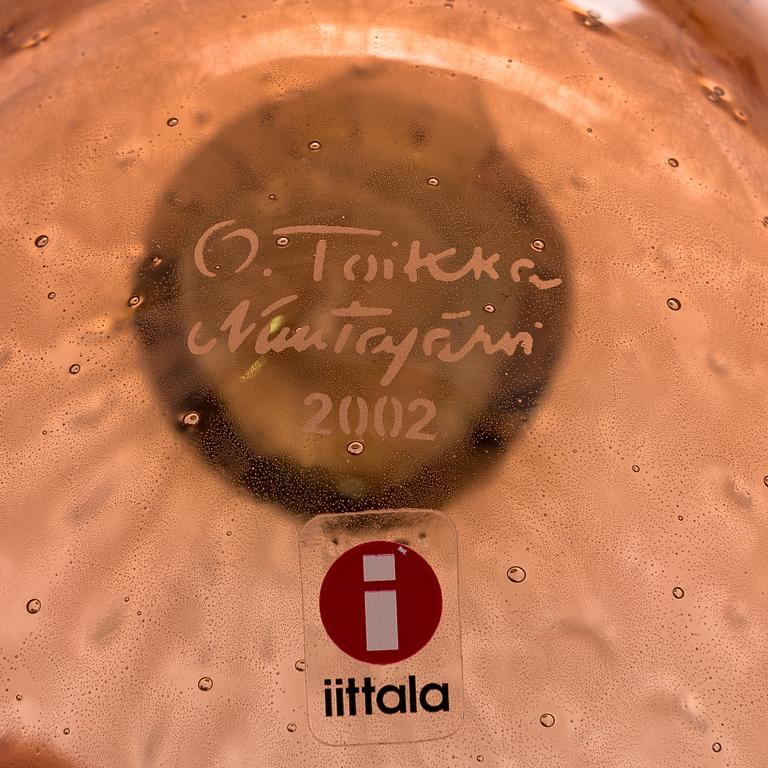 O. Toikka
Nuutajärvi
2002
i
iittala